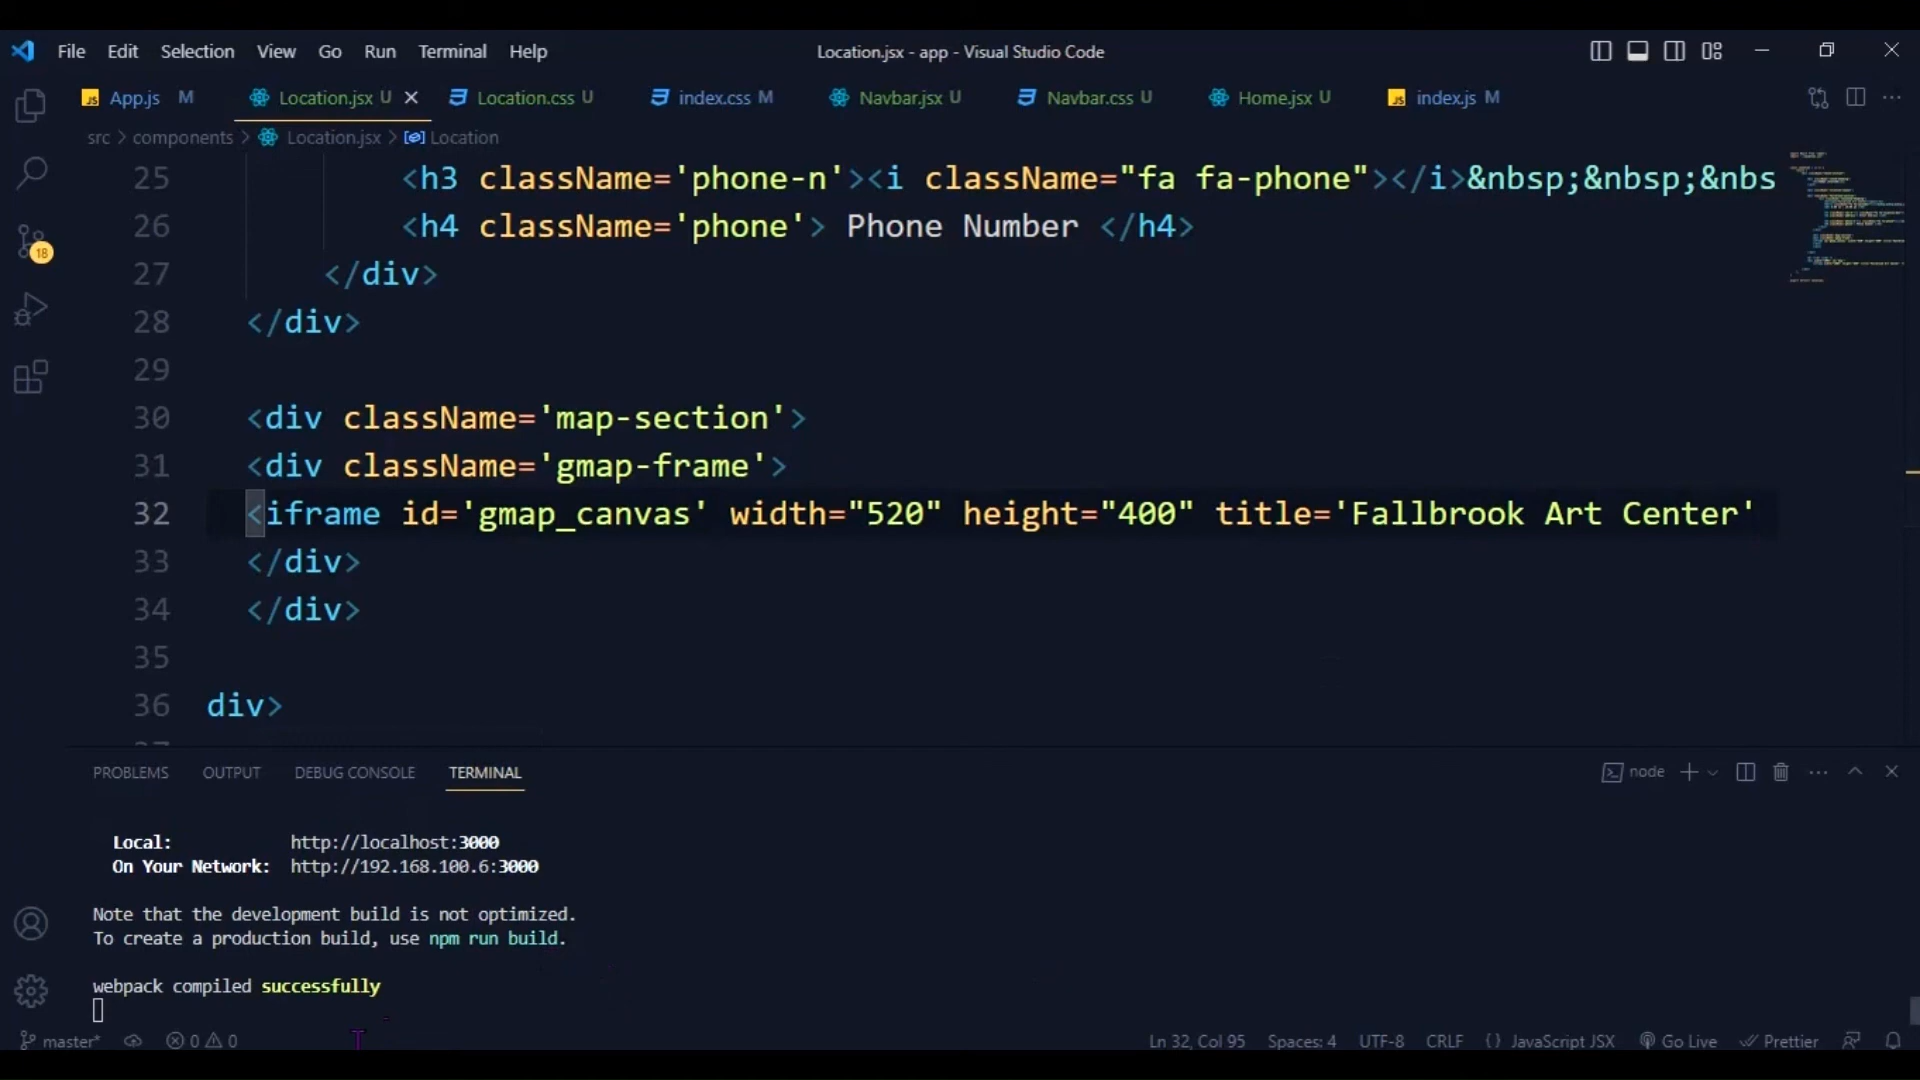 File Edit Selection View Go Run Terminal Help Location.jsx - app - Visual Studio Code
JS App.js M Location.jsx U Location.css U index.css M Navbar.jsx U Navbar.css U Home.jsx U JS index.js M
src > components > Location.jsx > Location
25 <h3 className='phone-n'><i className="fa fa-phone"></i>&nbsp;&nbsp;&nbs
26 <h4 className='phone'> Phone Number </h4>
27 </div>
28 </div>
29
30 <div className='map-section'>
31 <div className='gmap-frame'>
32 <iframe id='gmap_canvas' width="520" height="400" title='Fallbrook Art Center'
33 </div>
34 </div>
35
36 div>
PROBLEMS OUTPUT DEBUG CONSOLE TERMINAL node
Local: http://localhost:3000
On Your Network: http://192.168.100.6:3000
Note that the development build is not optimized.
To create a production build, use npm run build.
webpack compiled successfully
18
master* 0 0 Ln 32, Col 95 Spaces: 4 UTF-8 CRLF {} JavaScript JSX Go Live Prettier